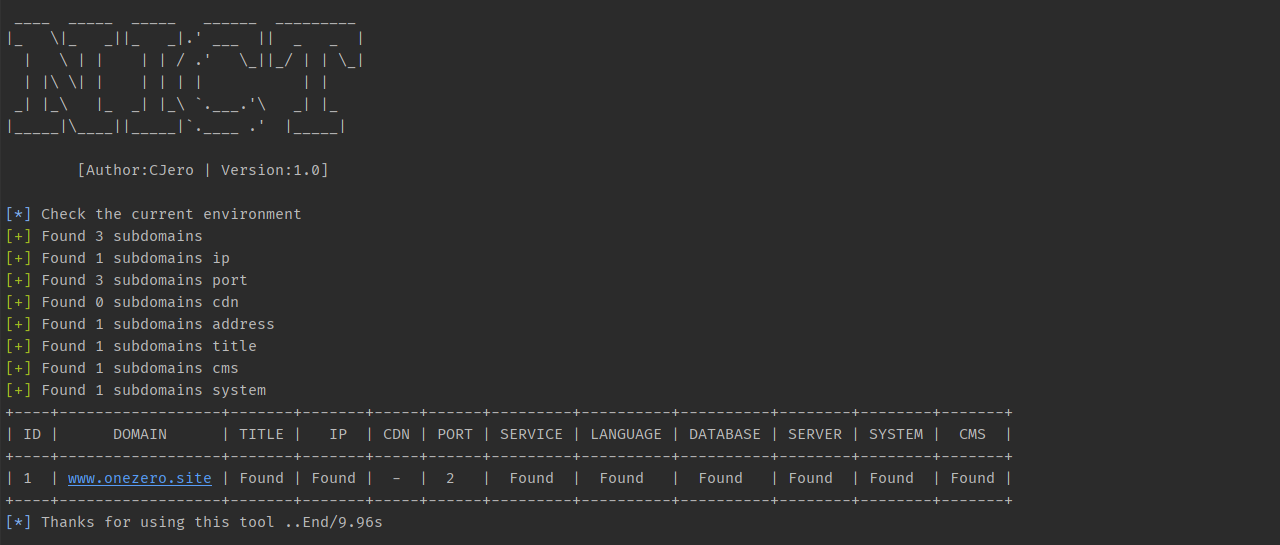 ____  _____  _____   ______  _________
|_   \|_   _||_   _|.' ___  ||  _   _  |
  |   \ | |    | | / .'   \_||_/ | | \_|
  | |\ \| |    | | | |           | |
 _| |_\   |_  _| |_\ `.___.'\   _| |_
|_____|\____||_____|`.____ .'  |_____|
        [Author:CJero | Version:1.0]
[*] Check the current environment
[+] Found 3 subdomains
[+] Found 1 subdomains ip
[+] Found 3 subdomains port
[+] Found 0 subdomains cdn
[+] Found 1 subdomains address
[+] Found 1 subdomains title
[+] Found 1 subdomains cms
[+] Found 1 subdomains system
+----+------------------+-------+-------+-----+------+---------+----------+----------+--------+--------+-------+
| ID |      DOMAIN      | TITLE |   IP  | CDN | PORT | SERVICE | LANGUAGE | DATABASE | SERVER | SYSTEM |  CMS  |
+----+------------------+-------+-------+-----+------+---------+----------+----------+--------+--------+-------+
| 1  | www.onezero.site | Found | Found |  -  |  2   |  Found  |  Found   |  Found   | Found  | Found  | Found |
+----+------------------+-------+-------+-----+------+---------+----------+----------+--------+--------+-------+
[*] Thanks for using this tool ..End/9.96s